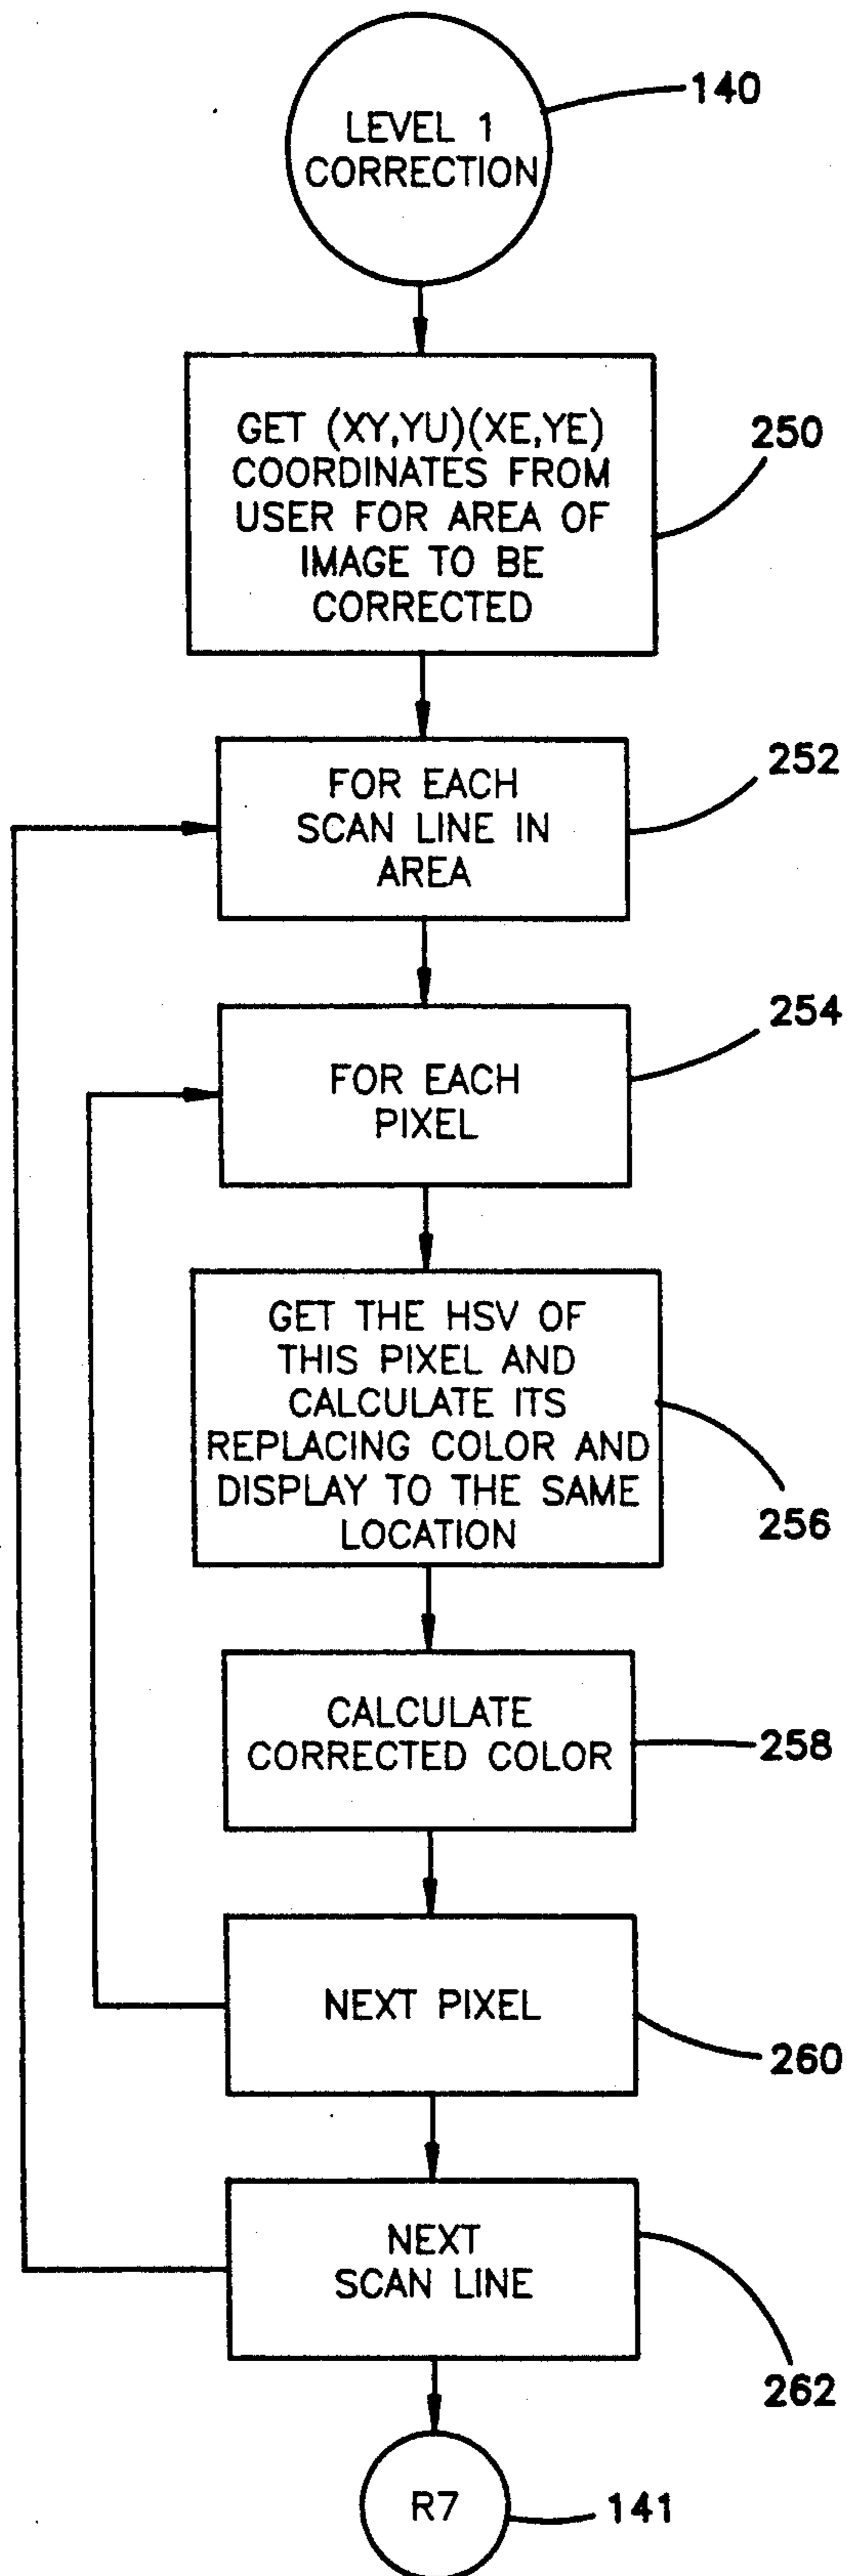 LEVEL 1
CORRECTION
140
GET (XY,YU)(XE,YE)
COORDINATES FROM
USER FOR AREA OF
IMAGE TO BE
CORRECTED
250
FOR EACH
SCAN LINE IN
AREA
252
FOR EACH
PIXEL
254
GET THE HSV OF
THIS PIXEL AND
CALCULATE ITS
REPLACING COLOR AND
DISPLAY TO THE SAME
LOCATION
256
CALCULATE
CORRECTED COLOR
258
NEXT PIXEL
260
NEXT
SCAN LINE
262
R7
141